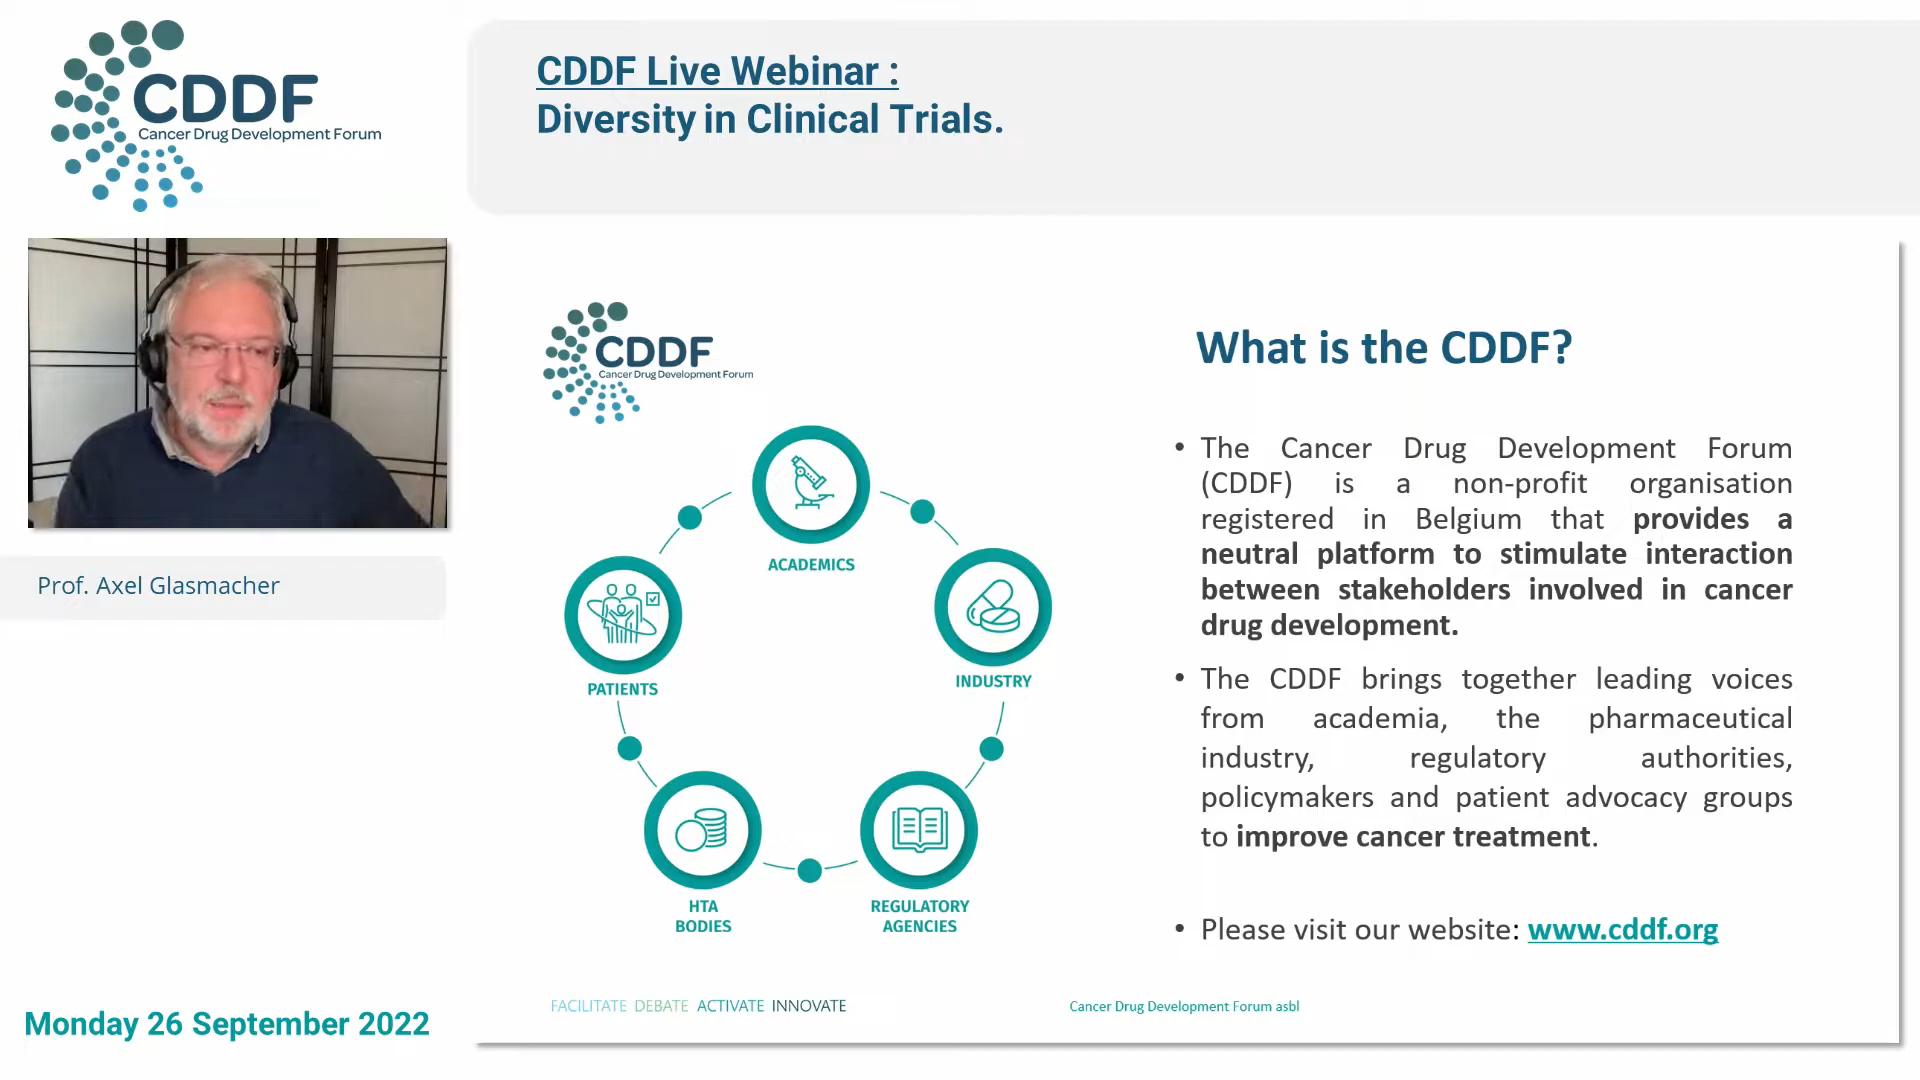 CDDF
Cancer Drug Development Forum
CDDF Live Webinar :
Diversity in Clinical Trials.
Prof. Axel Glasmacher
Monday 26 September 2022
CDDF
Cancer Drug Development Forum
ACADEMICS
PATIENTS
INDUSTRY
HTA
BODIES
REGULATORY
AGENCIES
What is the CDDF?
• The Cancer Drug Development Forum
(CDDF) is a non-profit organisation
registered in Belgium that provides a
neutral platform to stimulate interaction
between stakeholders involved in cancer
drug development.
• The CDDF brings together leading voices
from academia, the pharmaceutical
industry, regulatory authorities,
policymakers and patient advocacy groups
to improve cancer treatment.
• Please visit our website: www.cddf.org
FACILITATE DEBATE ACTIVATE INNOVATE
Cancer Drug Development Forum asbl